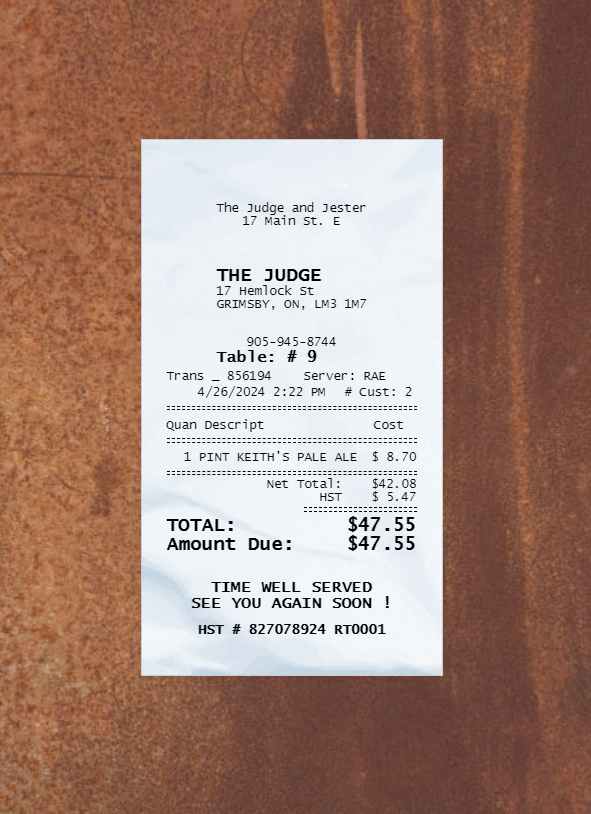 The Judge and Jester
17 Main St. E
THE JUDGE
17 Hemlock St
GRIMSBY, ON, LM3 1M7
905-945-8744
Table: # 9
Trans _ 856194 Server: RAE
4/26/2024 2:22 PM # Cust: 2
Quan Descript Cost
1 PINT KEITH'S PALE ALE $ 8.70
Net Total: $42.08
HST $ 5.47
TOTAL: $47.55
Amount Due: $47.55
TIME WELL SERVED
SEE YOU AGAIN SOON !
HST # 827078924 RT0001